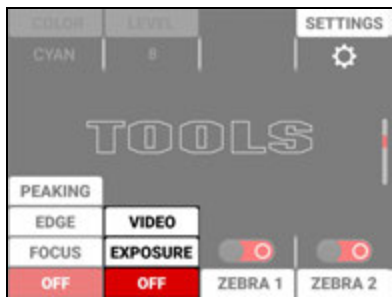 COLOR LEVEL SETTINGS
CYAN 8
TOOLS
PEAKING
EDGE VIDEO
FOCUS EXPOSURE
OFF OFF ZEBRA 1 ZEBRA 2